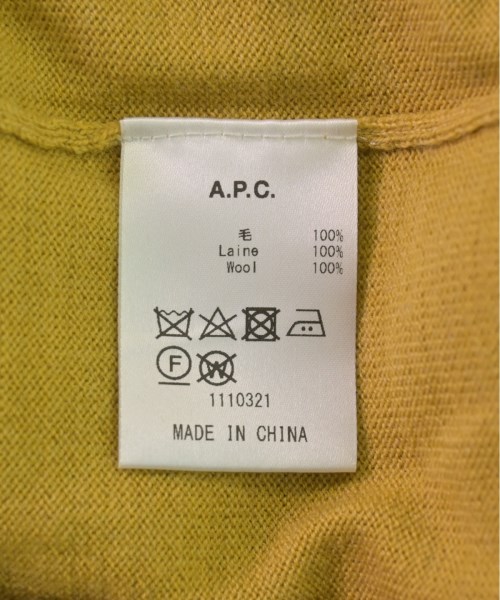 A.P.C.
毛 100%
Laine 100%
Wool 100%
F W
1110321
MADE IN CHINA